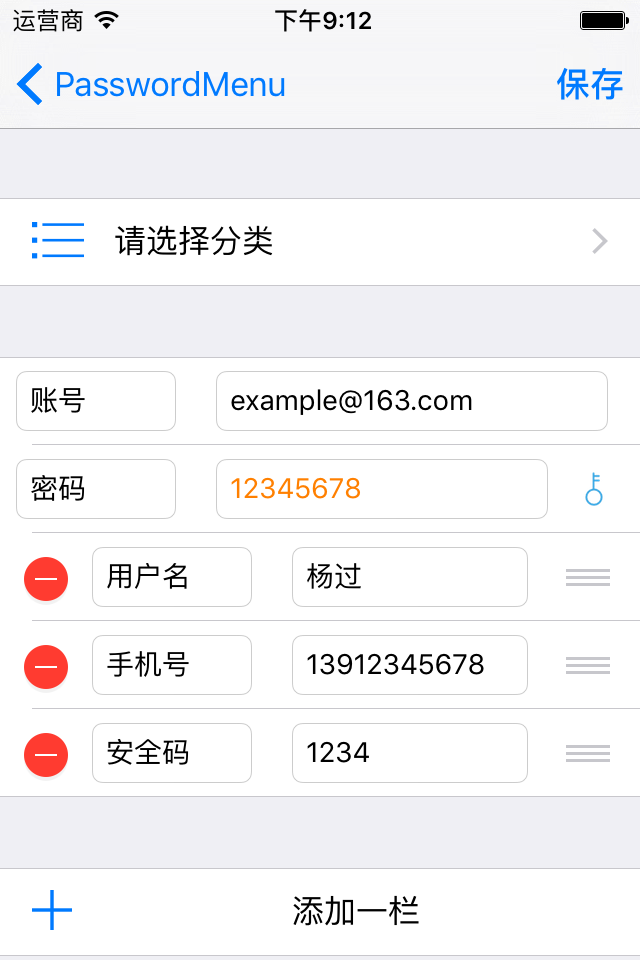 运营商 下午9:12
PasswordMenu 保存
请选择分类
账号 example@163.com
密码 12345678
用户名 杨过
手机号 13912345678
安全码 1234
添加一栏